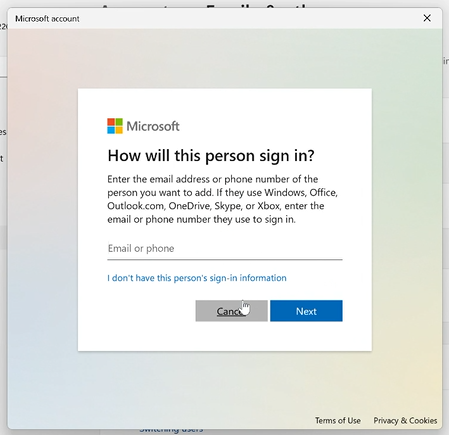 Microsoft account
Microsoft
How will this person sign in?
Enter the email address or phone number of the
person you want to add. If they use Windows, Office,
Outlook.com, OneDrive, Skype, or Xbox, enter the
email or phone number they use to sign in.
Email or phone
I don't have this person's sign-in information
Cancel Next
Terms of Use Privacy & Cookies
Switching users